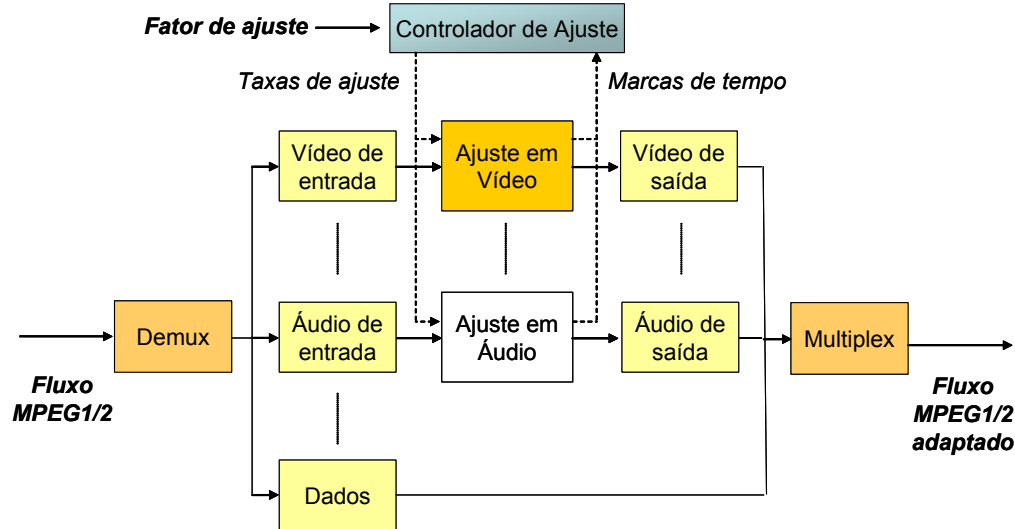 Fator de ajuste
Controlador de Ajuste
Taxas de ajuste
Marcas de tempo
Vídeo de
entrada
Ajuste em
Vídeo
Vídeo de
saída
Demux
Áudio de
entrada
Ajuste em
Áudio
Áudio de
saída
Multiplex
Fluxo
MPEG1/2
Fluxo
MPEG1/2
adaptado
Dados